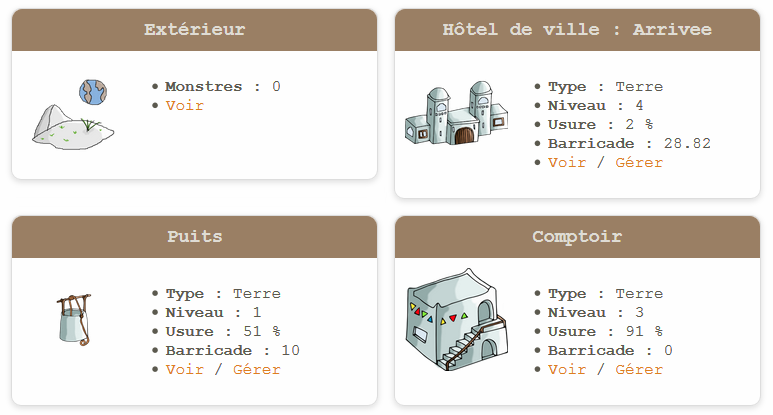 Extérieur
Monstres : 0
Voir
Hôtel de ville : Arrivee
Type : Terre
Niveau : 4
Usure : 2 %
Barricade : 28.82
Voir / Gérer
Puits
Type : Terre
Niveau : 1
Usure : 51 %
Barricade : 10
Voir / Gérer
Comptoir
Type : Terre
Niveau : 3
Usure : 91 %
Barricade : 0
Voir / Gérer